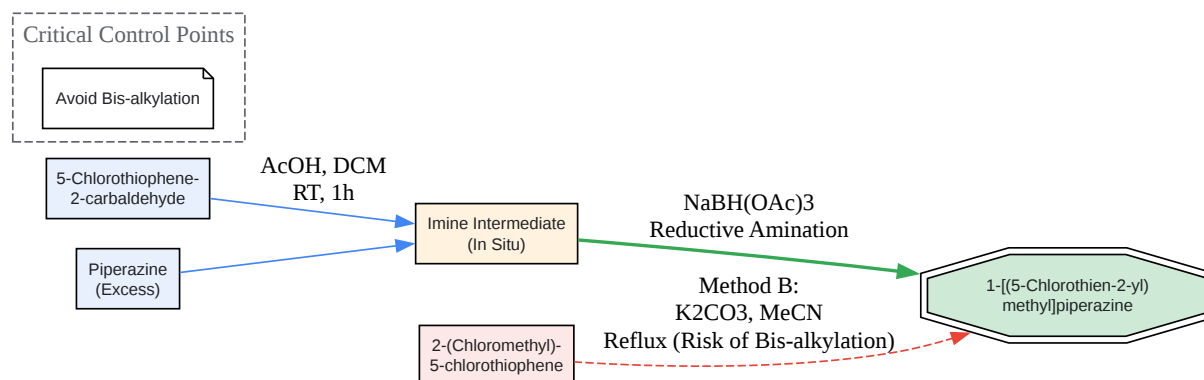 Critical Control Points
Avoid Bis-alkylation
5-Chlorothiophene-
2-carbaldehyde
AcOH, DCM
RT, 1h
Piperazine
(Excess)
Imine Intermediate
(In Situ)
NaBH(OAc)3
Reductive Amination
Method B:
K2CO3, MeCN
Reflux (Risk of Bis-alkylation)
2-(Chloromethyl)-
5-chlorothiophene
1-[(5-Chlorothien-2-yl)
methyl]piperazine